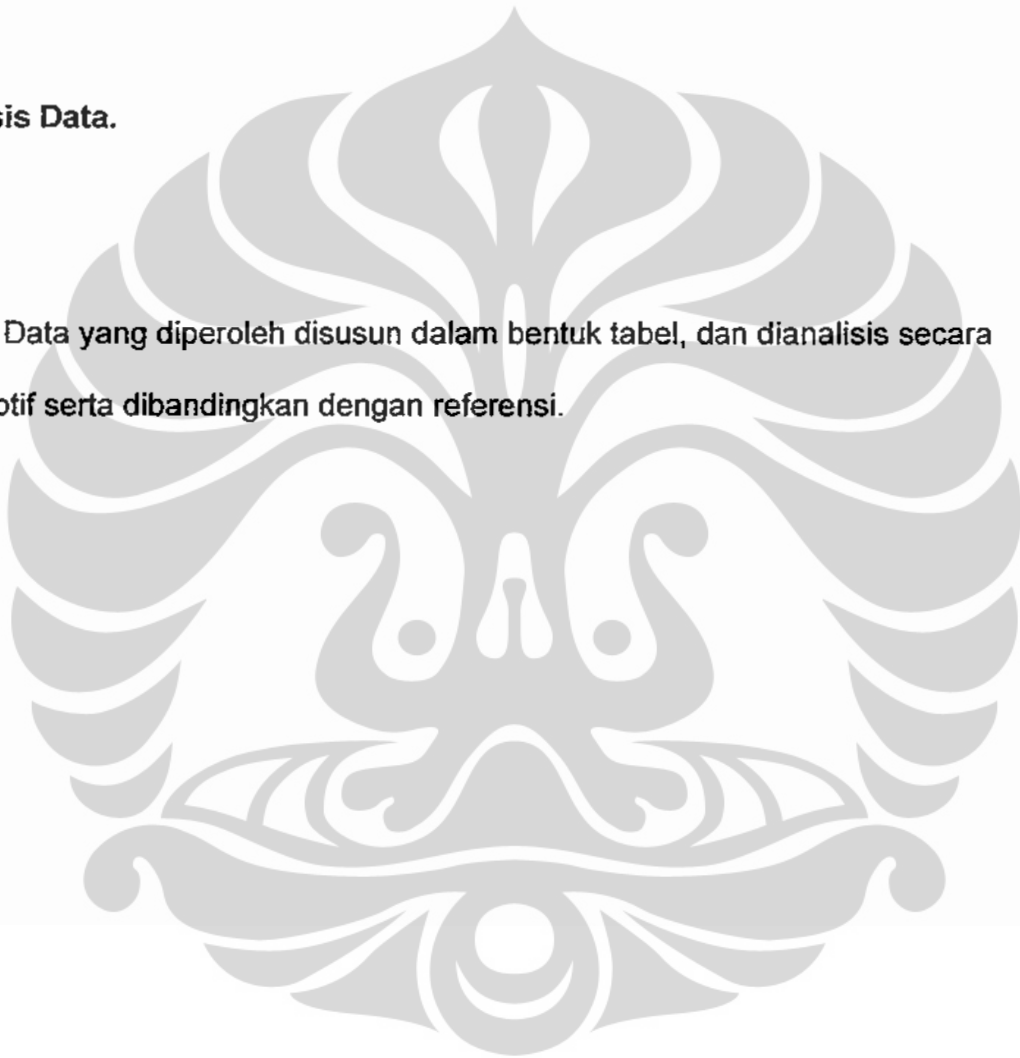 sis Data.
Data yang diperoleh disusun dalam bentuk tabel, dan dianalisis secara
otif serta dibandingkan dengan referensi.